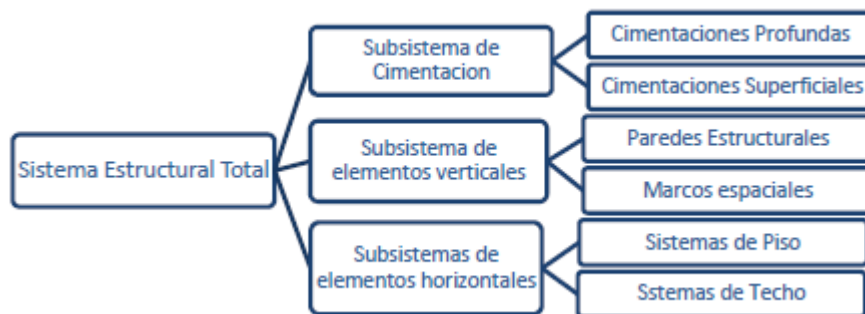 Sistema Estructural Total
Subsistema de
Cimentacion
Cimentaciones Profundas
Cimentaciones Superficiales
Subsistema de
elementos verticales
Paredes Estructurales
Marcos espaciales
Subsistemas de
elementos horizontales
Sistemas de Piso
Sstemas de Techo